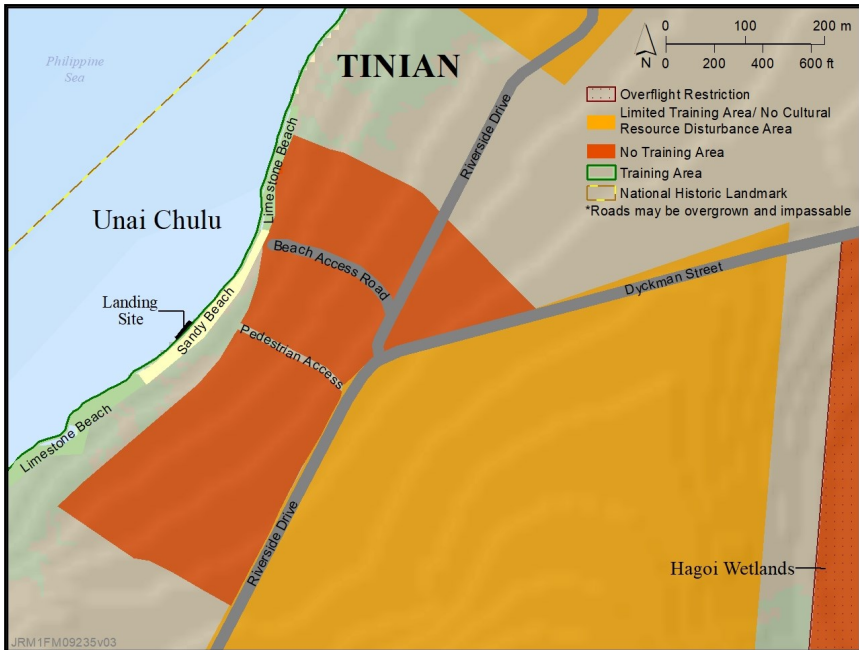 Philippine
Sea
TINIAN
N
0 100 200 m
0 200 400 600 ft
Overflight Restriction
Limited Training Area/ No Cultural
Resource Disturbance Area
No Training Area
Training Area
National Historic Landmark
*Roads may be overgrown and impassable
Riverside Drive
Limestone Beach
Unai Chulu
Beach Access Road
Dyckman Street
Landing
Site
Sandy Beach
Pedestrian Access
Limestone Beach
Riverside Drive
Hagoi Wetlands
JRM1FM09235v03